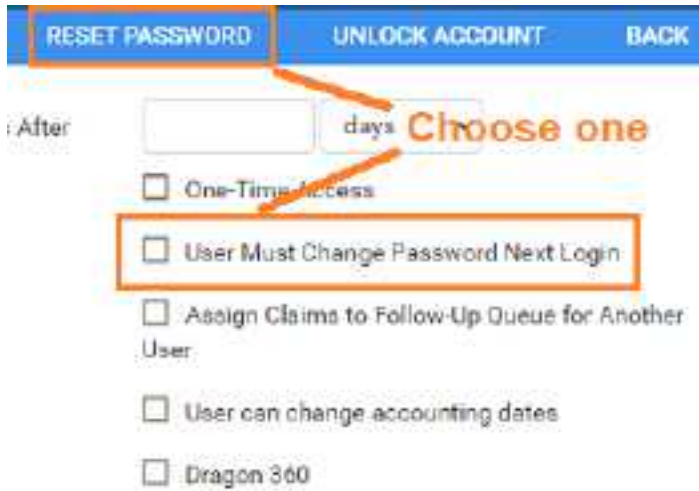 RESET PASSWORD UNLOCK ACCOUNT BACK
After days Choose one
One-Time Access
User Must Change Password Next Login
Assign Claims to Follow-Up Queue for Another
User
User can change accounting dates
Dragon 360